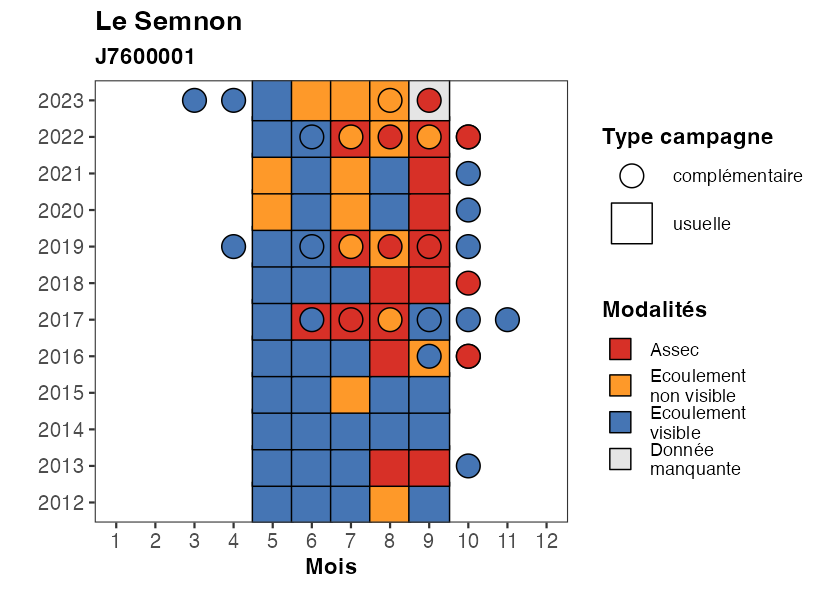 Le Semnon
J7600001
2023
2022
2021
2020
2019
2018
2017
2016
2015
2014
2013
2012
1 2 3 4 5 6 7 8 9 10 11 12
Mois
Type campagne
complémentaire
usuelle
Modalités
Assec
Ecoulement
non visible
Ecoulement
visible
Donnée
manquante